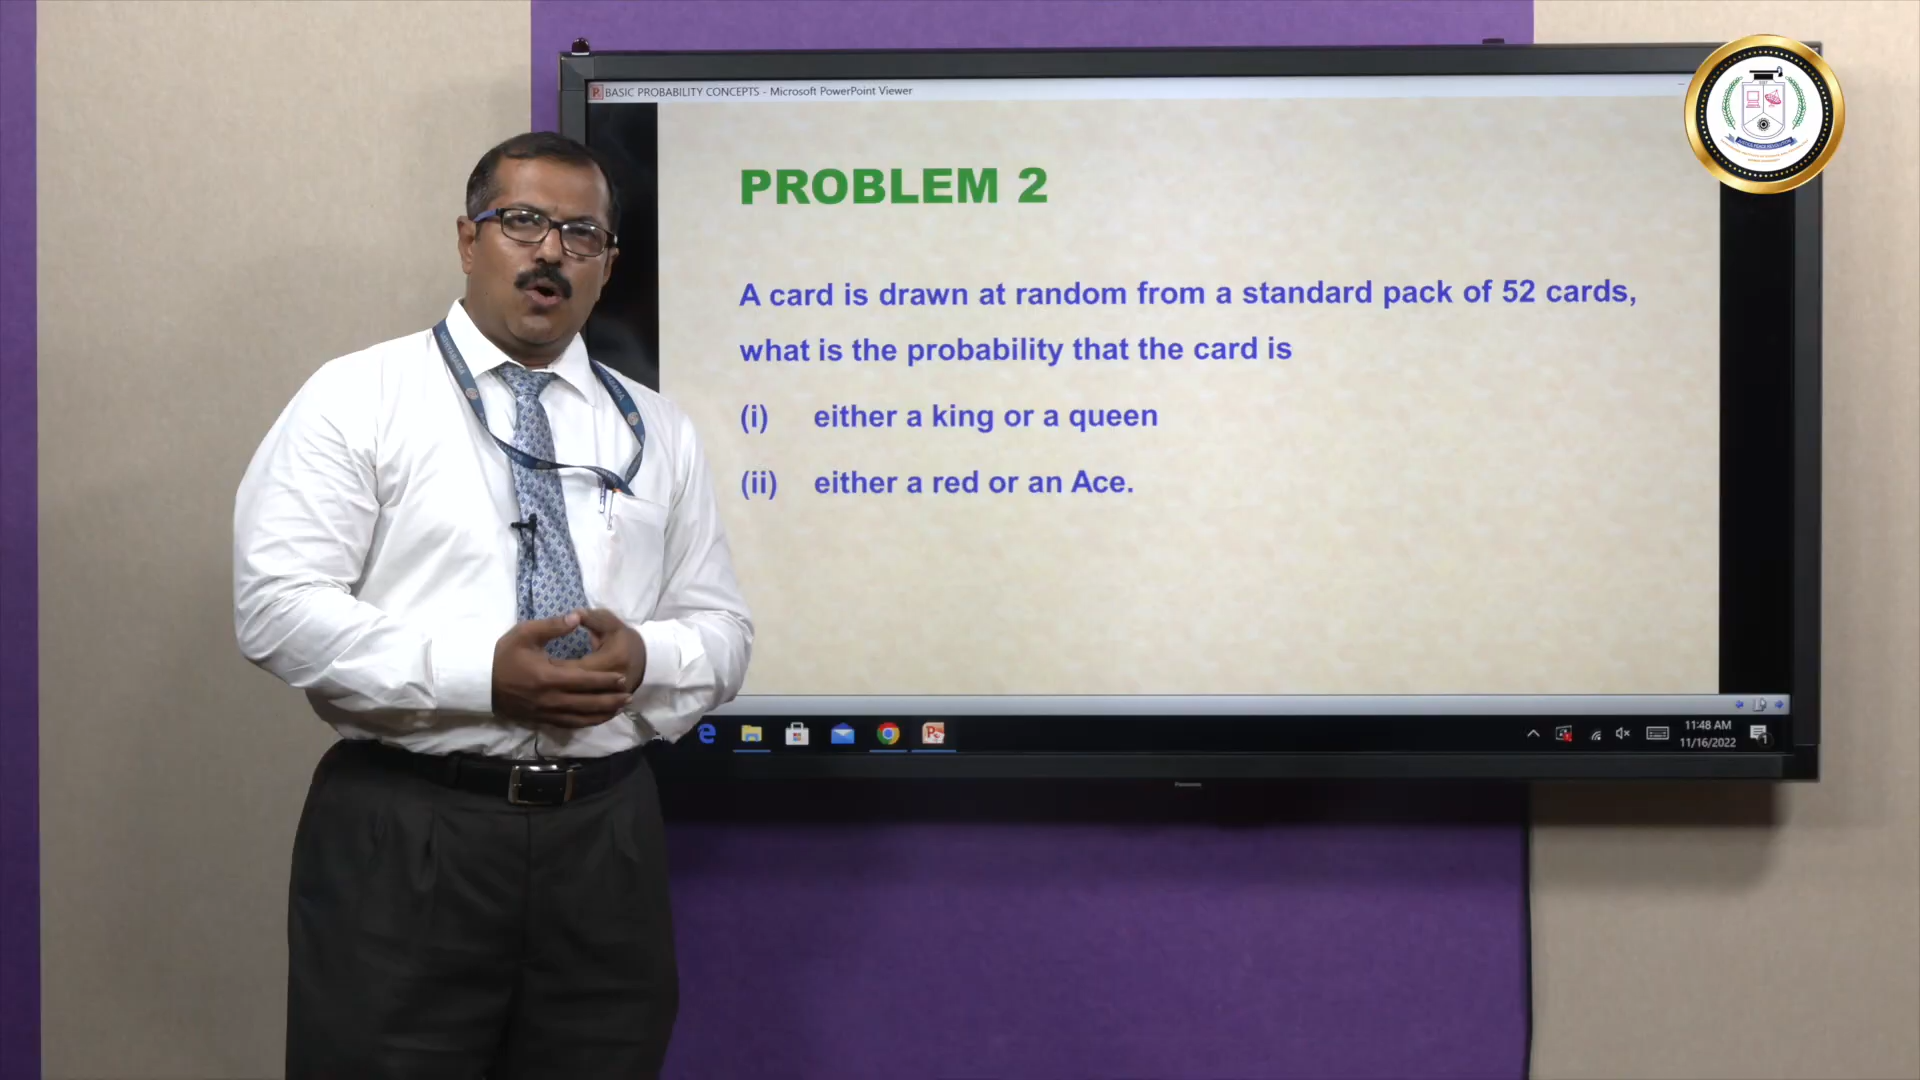 BASIC PROBABILITY CONCEPTS - Microsoft PowerPoint Viewer
PROBLEM 2
A card is drawn at random from a standard pack of 52 cards,
what is the probability that the card is
(i) either a king or a queen
(ii) either a red or an Ace.
11:48 AM
11/16/2022
Panasonic